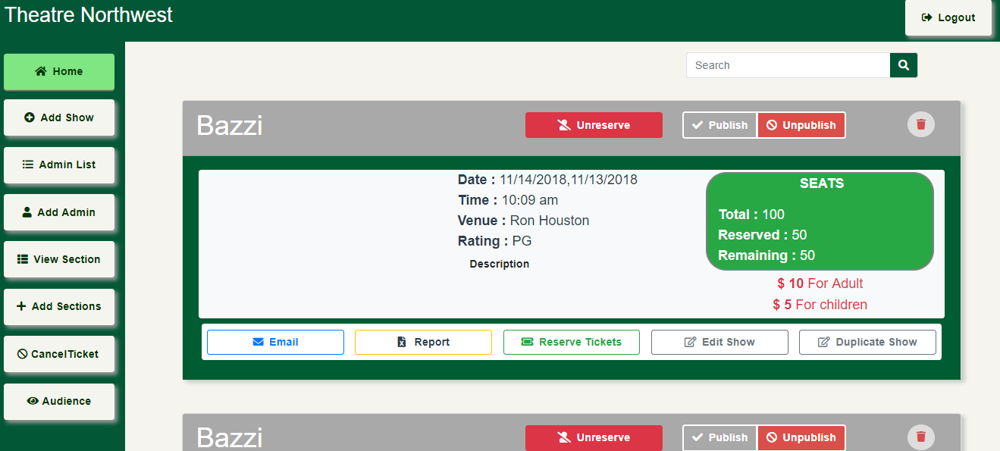 Theatre Northwest
Logout
Home
Add Show
Admin List
Add Admin
View Section
Add Sections
CancelTicket
Audience
Search
Bazzi
Unreserve
Publish
Unpublish
Date : 11/14/2018,11/13/2018
Time : 10:09 am
Venue : Ron Houston
Rating : PG
Description
SEATS
Total : 100
Reserved : 50
Remaining : 50
$ 10 For Adult
$ 5 For children
Email
Report
Reserve Tickets
Edit Show
Duplicate Show
Bazzi
Unreserve
Publish
Unpublish